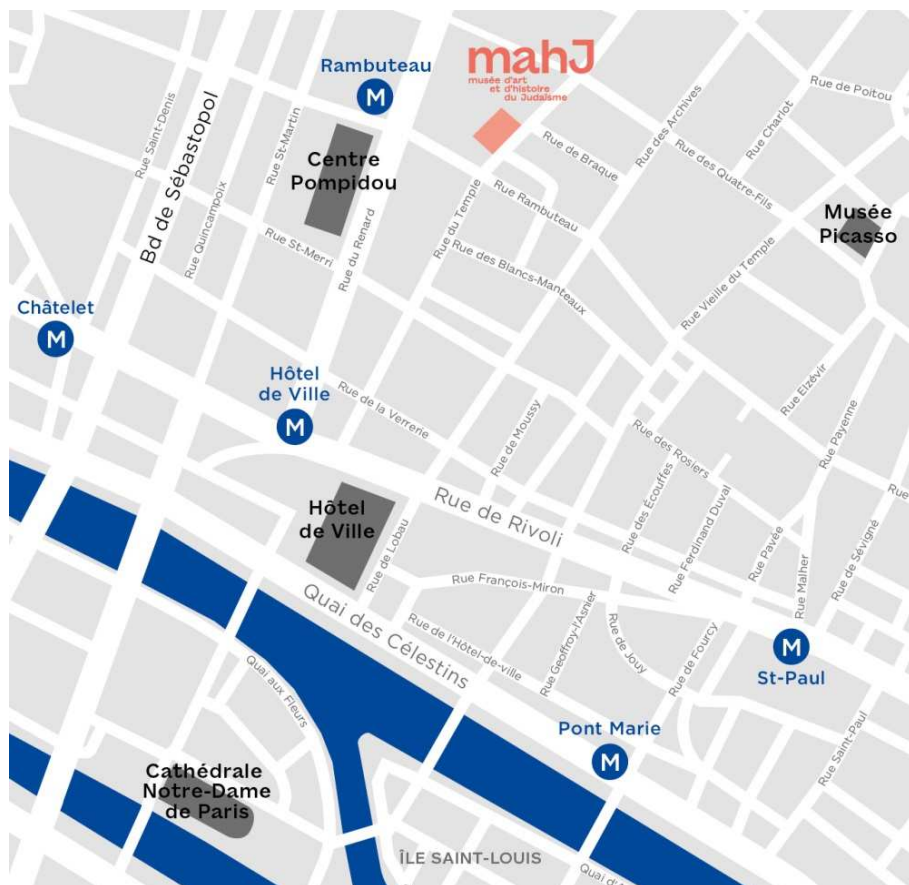 mahJ
musée d'art
et d'histoire
du Judaïsme
Rambuteau
M
Rue de Poitou
Rue Saint-Denis
Bd de Sébastopol
Rue St-Martin
Rue des Archives
Rue Charlot
Centre
Pompidou
Rue de Braque
Rue des Quatre-Fils
Rue Quincampoix
Rue Rambuteau
Rue du Temple
Musée
Picasso
Rue St-Merri
Rue du Renard
Rue des Blancs-Manteaux
Rue Vieille du Temple
Châtelet
M
Hôtel
de Ville
M
Rue de la Verrerie
Rue de Moussy
Rue Elzévir
Rue Payenne
Rue des Rosiers
Rue
Rue de Rivoli
Rue des Écouffes
Rue Ferdinand Duval
Hôtel
de Ville
Rue de Lobau
Rue Pavée
Rue Malher
Rue de Sévigné
Rue François-Miron
Quai des Célestins
Rue de l'Hôtel-de-ville
Rue Geoffroy-l'Asnier
Rue de Jouy
Rue de Fourcy
M
St-Paul
Quai aux Fleurs
Pont Marie
M
Rue Saint-Paul
Cathédrale
Notre-Dame
de Paris
ÎLE SAINT-LOUIS